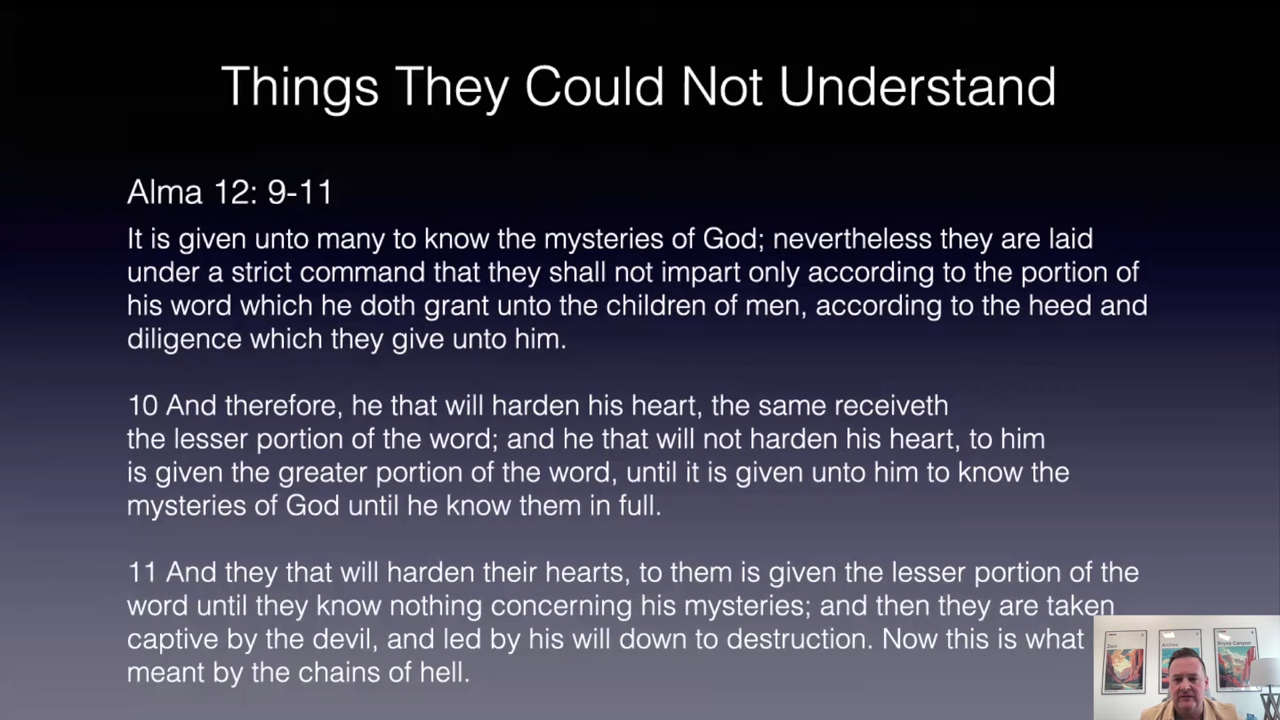 Things They Could Not Understand
Alma 12: 9-11
It is given unto many to know the mysteries of God; nevertheless they are laid
under a strict command that they shall not impart only according to the portion of
his word which he doth grant unto the children of men, according to the heed and
diligence which they give unto him.
10 And therefore, he that will harden his heart, the same receiveth
the lesser portion of the word; and he that will not harden his heart, to him
is given the greater portion of the word, until it is given unto him to know the
mysteries of God until he know them in full.
11 And they that will harden their hearts, to them is given the lesser portion of the
word until they know nothing concerning his mysteries; and then they are taken
captive by the devil, and led by his will down to destruction. Now this is what
meant by the chains of hell.
Zion
Arches
Bryce Canyon